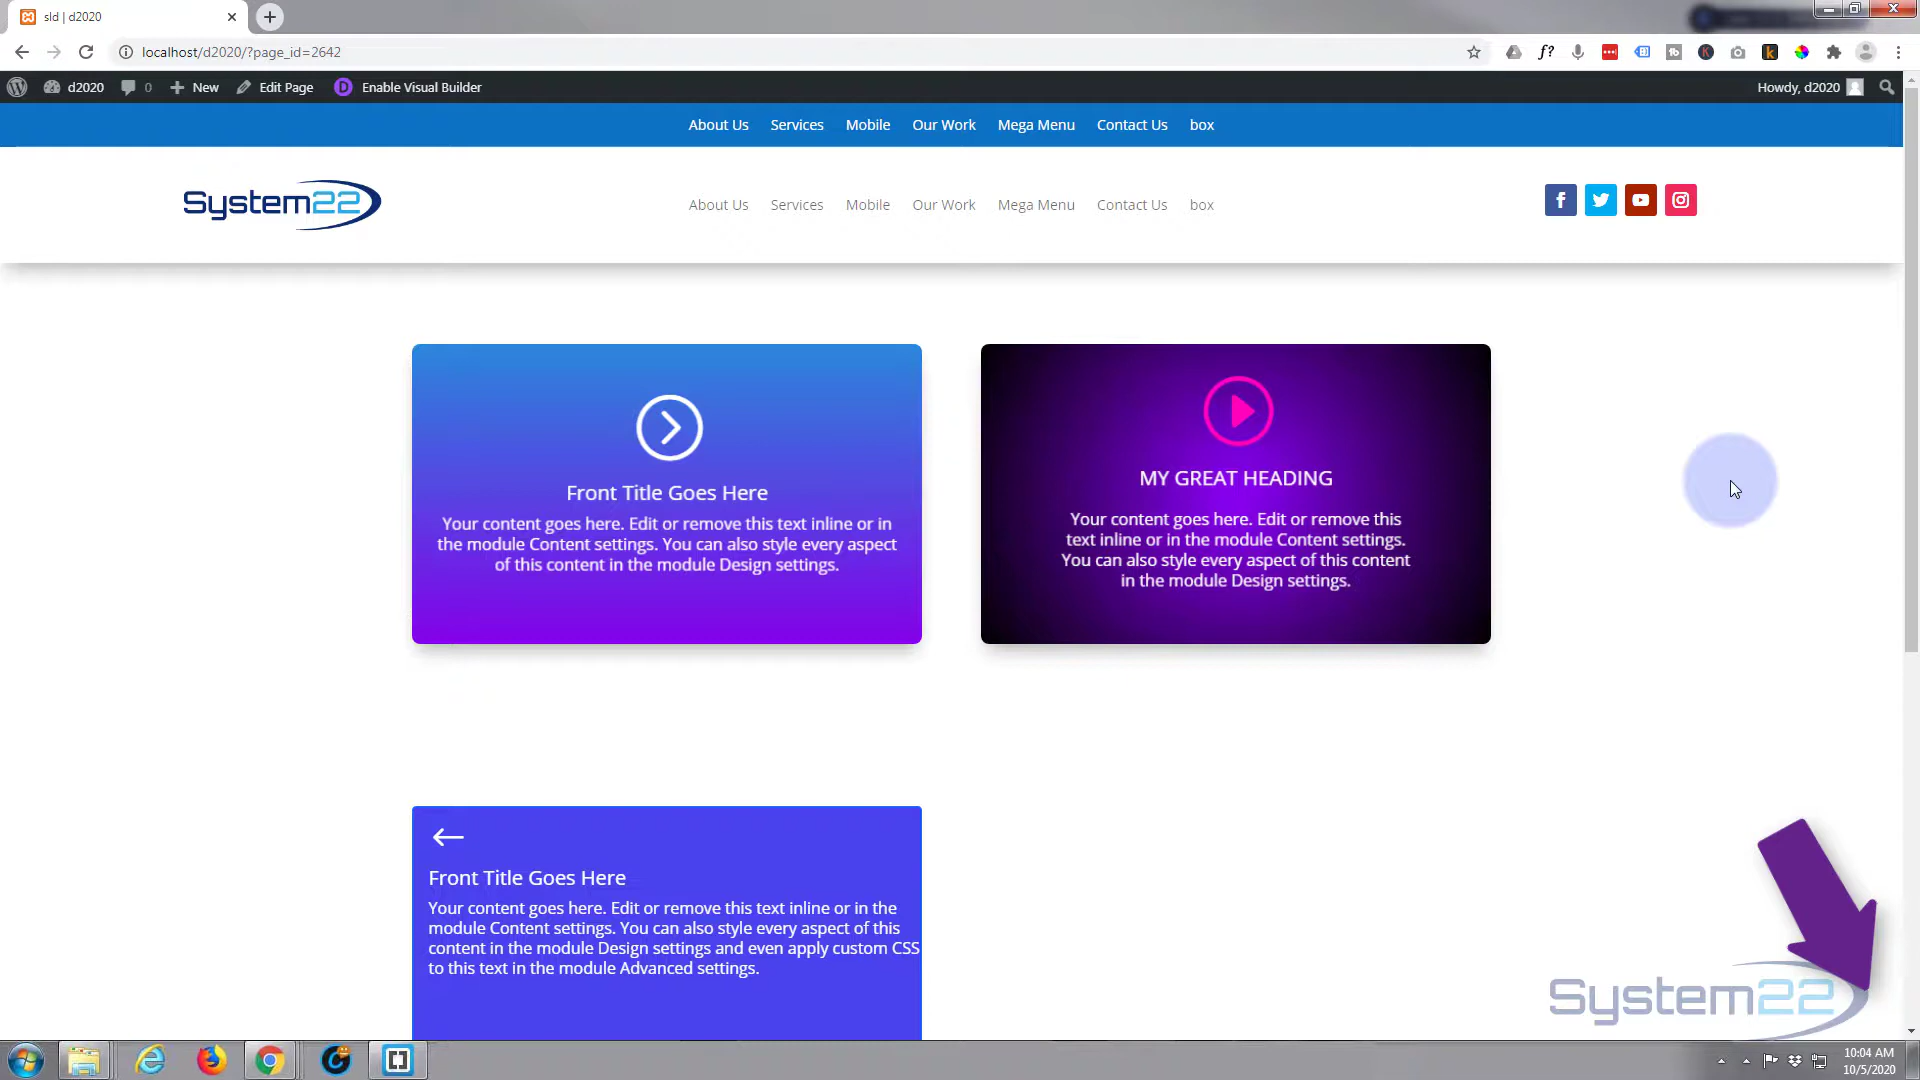 sld | d2020
localhost/d2020/?page_id=2642
d2020
0
New
Edit Page
Enable Visual Builder
Howdy, d2020
About Us Services Mobile Our Work Mega Menu Contact Us box
System22
About Us Services Mobile Our Work Mega Menu Contact Us box
Front Title Goes Here
Your content goes here. Edit or remove this text inline or in
the module Content settings. You can also style every aspect
of this content in the module Design settings.
MY GREAT HEADING
Your content goes here. Edit or remove this
text inline or in the module Content settings.
You can also style every aspect of this content
in the module Design settings.
Front Title Goes Here
Your content goes here. Edit or remove this text inline or in the
module Content settings. You can also style every aspect of this
content in the module Design settings and even apply custom CSS
to this text in the module Advanced settings.
System22
10:04 AM
10/5/2020